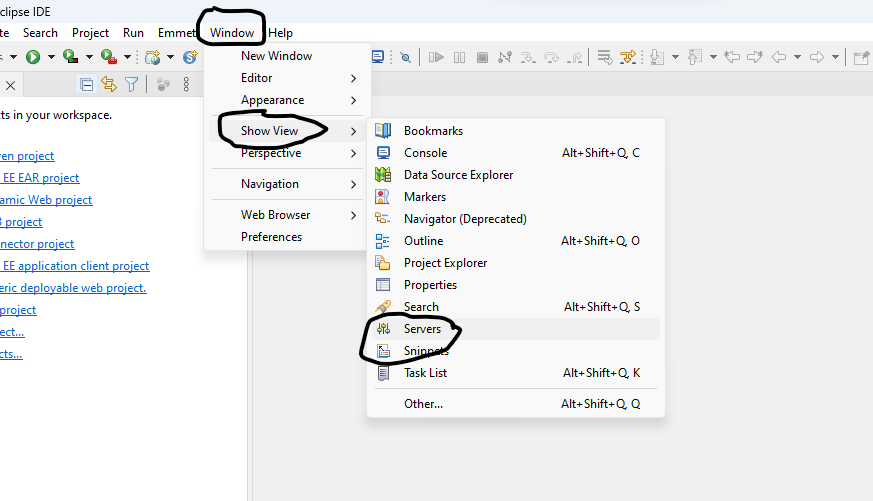 clipse IDE
te Search Project Run Emmet Window Help
New Window
Editor
Appearance
Show View
Perspective
Navigation
Web Browser
Preferences
cts in your workspace.
ven project
EE EAR project
amic Web project
B project
nnector project
EE application client project
eric deployable web project.
project
ect...
cts...
Bookmarks
Console Alt+Shift+Q, C
Data Source Explorer
Markers
Navigator (Deprecated)
Outline Alt+Shift+Q, O
Project Explorer
Properties
Search Alt+Shift+Q, S
Servers
Snippets
Task List Alt+Shift+Q, K
Other... Alt+Shift+Q, Q